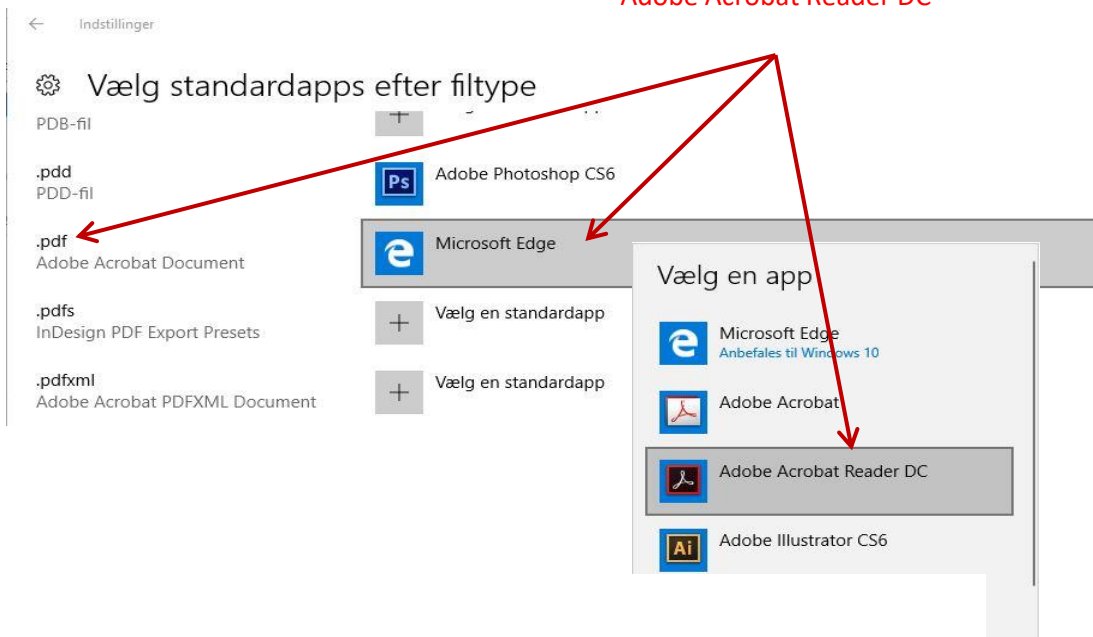 Adobe Acrobat Reader DC
Indstillinger
Vælg standardapps efter filtype
PDB-fil
.pdd
PDD-fil
Ps
Adobe Photoshop CS6
.pdf
Adobe Acrobat Document
Microsoft Edge
.pdfs
InDesign PDF Export Presets
Vælg en standardapp
.pdfxml
Adobe Acrobat PDFXML Document
Vælg en standardapp
Vælg en app
Microsoft Edge
Anbefales til Windows 10
Adobe Acrobat
Adobe Acrobat Reader DC
Ai
Adobe Illustrator CS6